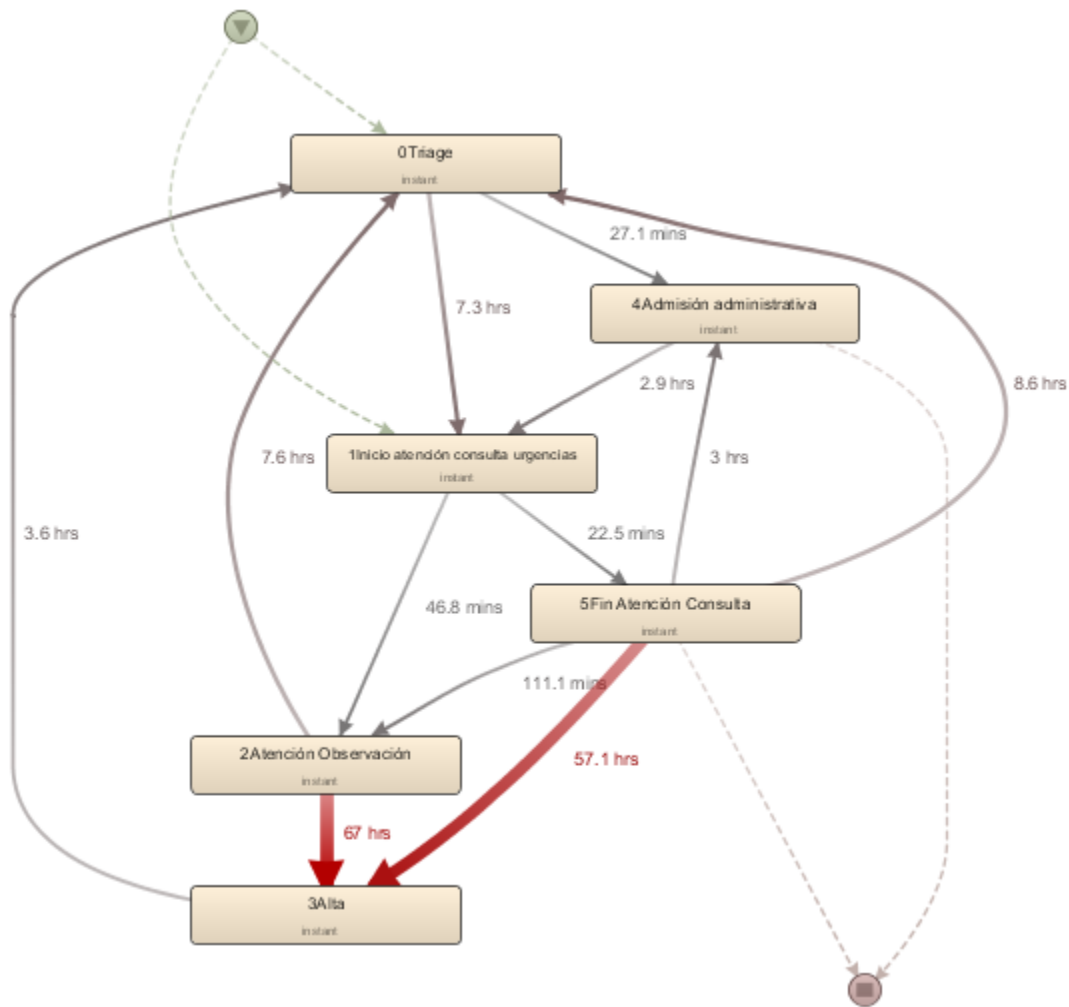 0Triage
instant
27.1 mins
4Admisión administrativa
instant
7.3 hrs
2.9 hrs
8.6 hrs
1Inicio atención consulta urgencias
instant
7.6 hrs
3 hrs
3.6 hrs
22.5 mins
46.8 mins
5Fin Atención Consulta
instant
111.1 mins
2Atención Observación
instant
57.1 hrs
67 hrs
3Alta
instant